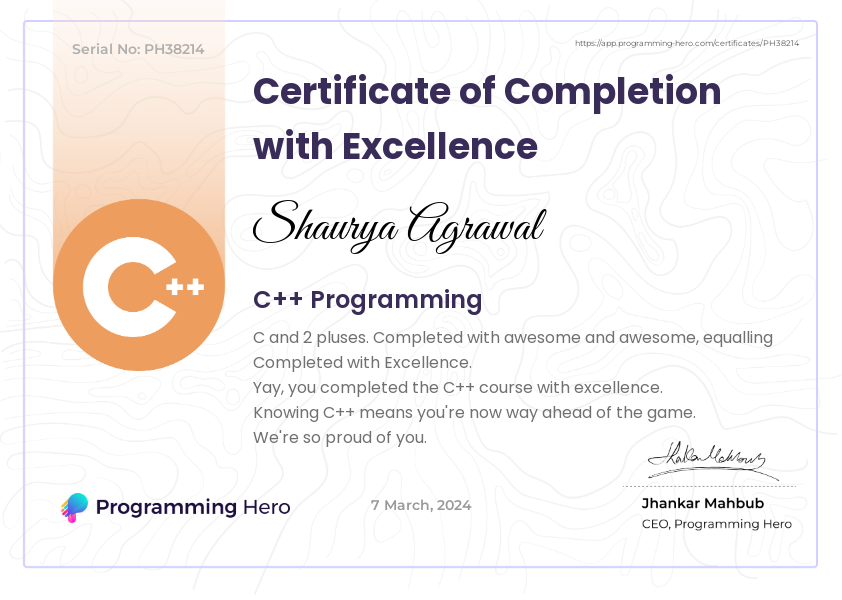 Serial No: PH38214
https://app.programming-hero.com/certificates/PH38214
Certificate of Completion
with Excellence
Shaurya Agrawal
C++
C++ Programming
C and 2 pluses. Completed with awesome and awesome, equalling
Completed with Excellence.
Yay, you completed the C++ course with excellence.
Knowing C++ means you're now way ahead of the game.
We're so proud of you.
Programming Hero
7 March, 2024
Jhankar Mahbub
CEO, Programming Hero